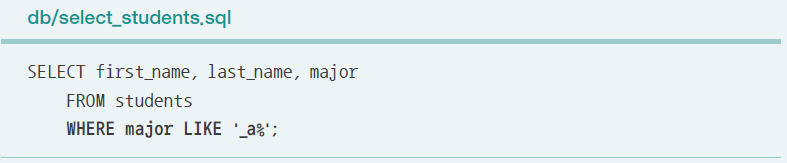 db/select_students.sql
SELECT first_name, last_name, major
FROM students
WHERE major LIKE '_a%';